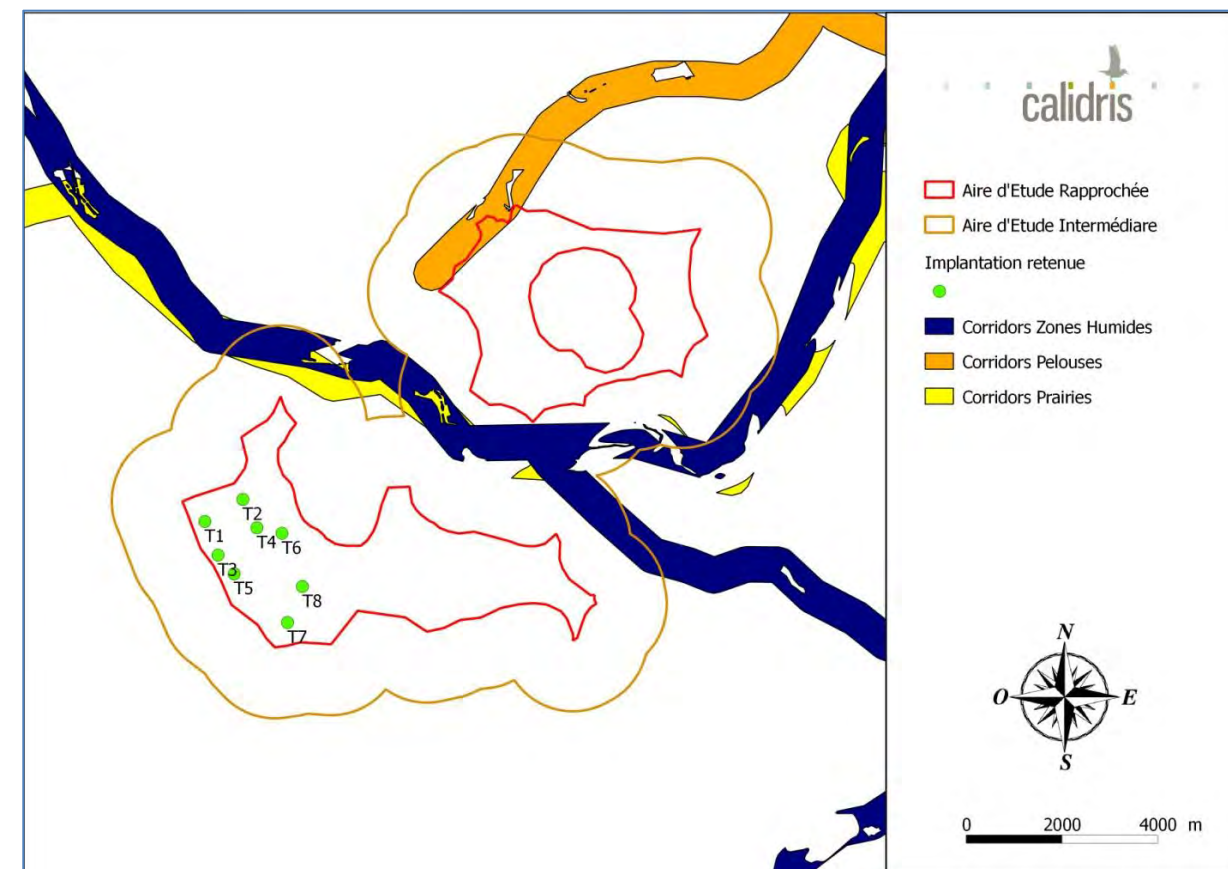 calidris
Aire d'Etude Rapprochée
Aire d'Etude Intermédiare
Implantation retenue
Corridors Zones Humides
Corridors Pelouses
Corridors Prairies
T2
T1
T4
T6
T3
T5
T8
T7
N
O
E
S
0 2000 4000 m